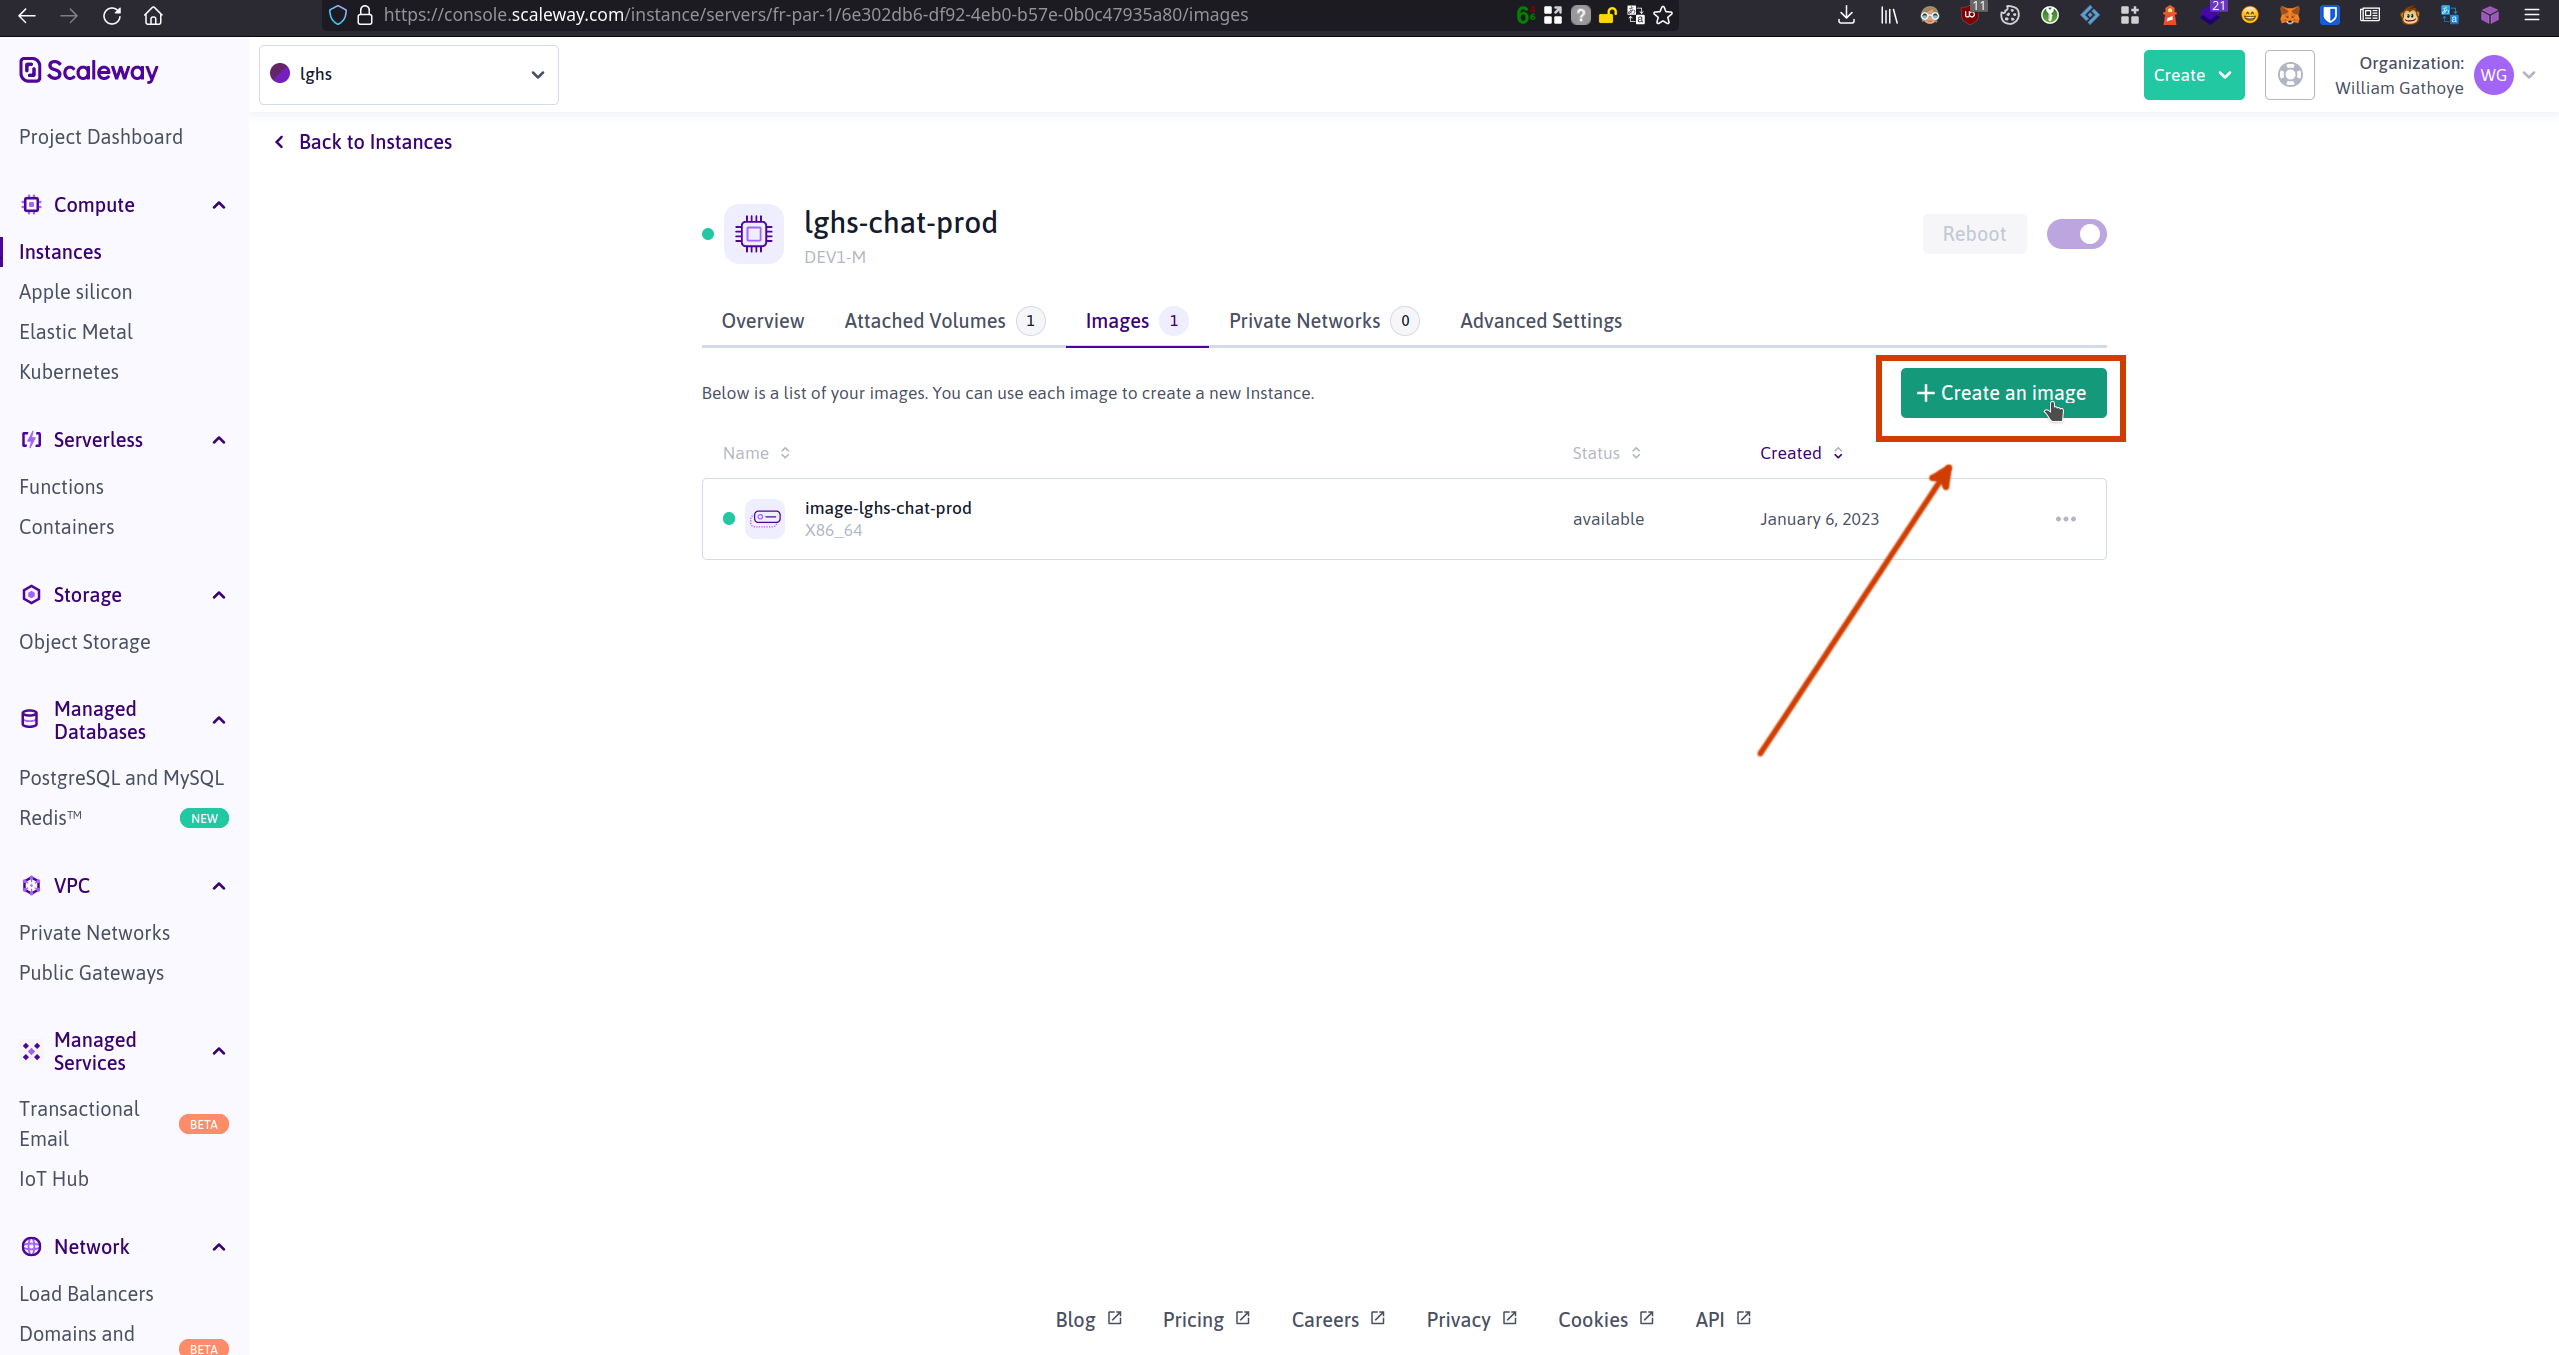 https://console.scaleway.com/instance/servers/fr-par-1/6e302db6-df92-4eb0-b57e-0b0c47935a80/images
11
21
Scaleway
lghs
Create
Organization:
William Gathoye
WG
Project Dashboard
Compute
Instances
Apple silicon
Elastic Metal
Kubernetes
Serverless
Functions
Containers
Storage
Object Storage
Managed
Databases
PostgreSQL and MySQL
Redis™ NEW
VPC
Private Networks
Public Gateways
Managed
Services
Transactional
Email
BETA
IoT Hub
Network
Load Balancers
Domains and
BETA
Back to Instances
lghs-chat-prod
DEV1-M
Reboot
Overview Attached Volumes 1 Images 1 Private Networks 0 Advanced Settings
Below is a list of your images. You can use each image to create a new Instance.
+ Create an image
Name Status Created
image-lghs-chat-prod
X86_64
available
January 6, 2023
Blog Pricing Careers Privacy Cookies API